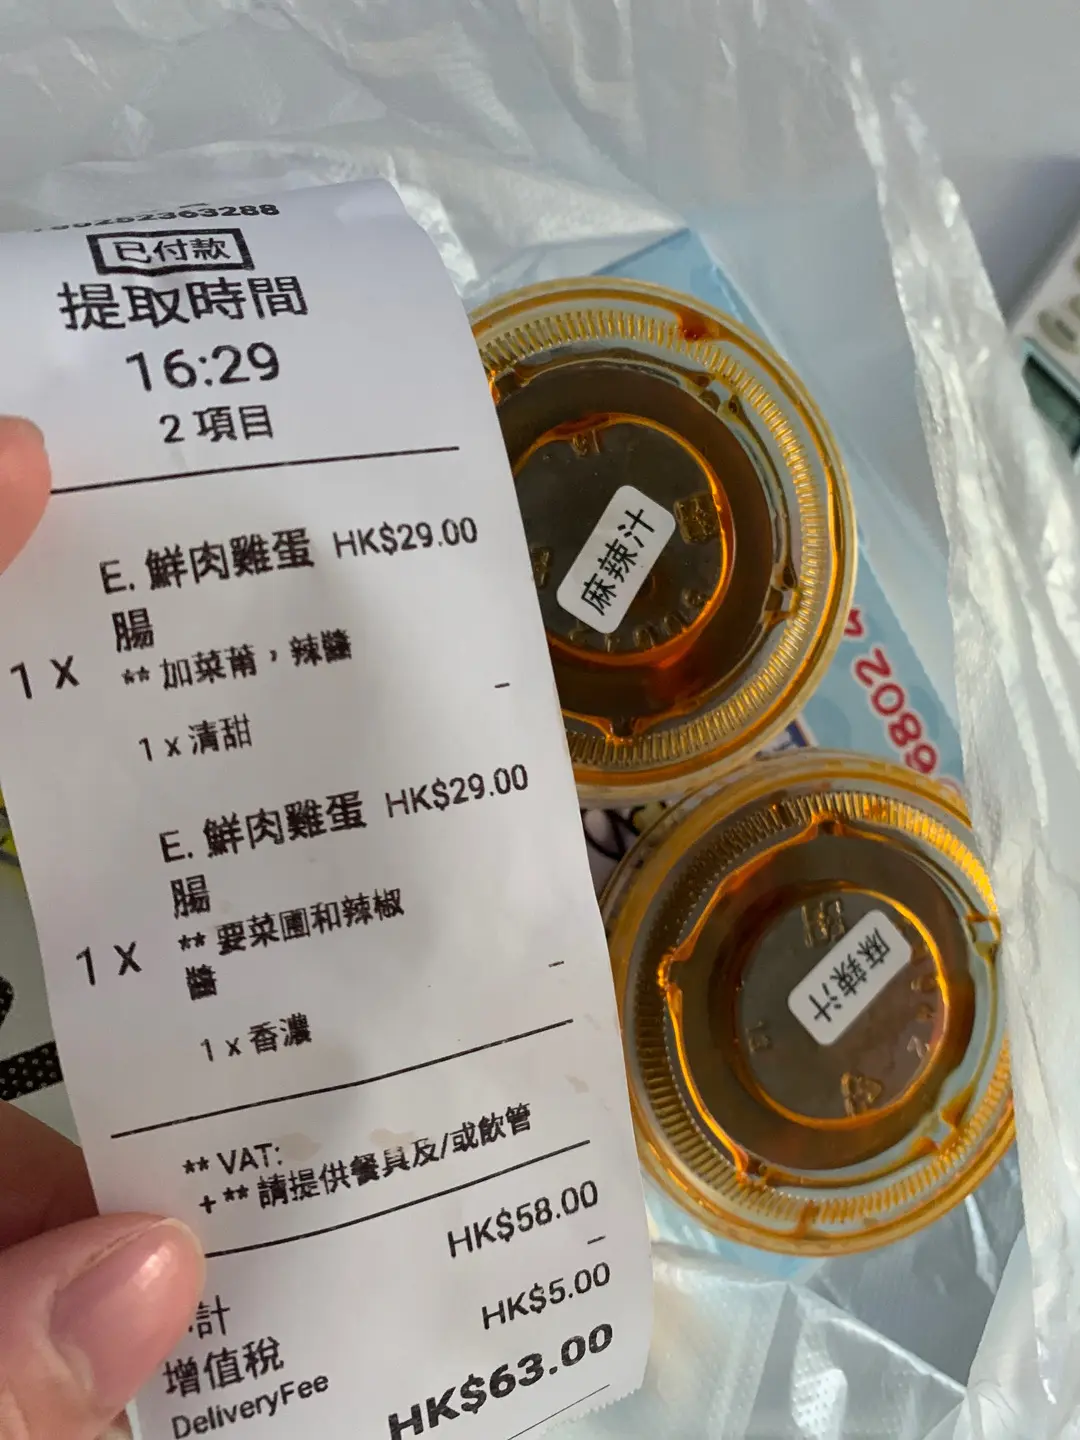 252363288
已付款
提取時間
16:29
2 項目
E. 鮮肉雞蛋 HK$29.00
腸
1 X
** 加菜莆，辣醬
–
1 x 清甜
E. 鮮肉雞蛋 HK$29.00
腸
1 X
** 要菜圃和辣椒
醬
–
1 x 香濃
** VAT:
+ ** 請提供餐具及/或飲管
HK$58.00
計
–
增值稅
HK$5.00
DeliveryFee
HK$63.00
麻辣汁
麻辣汁
6802